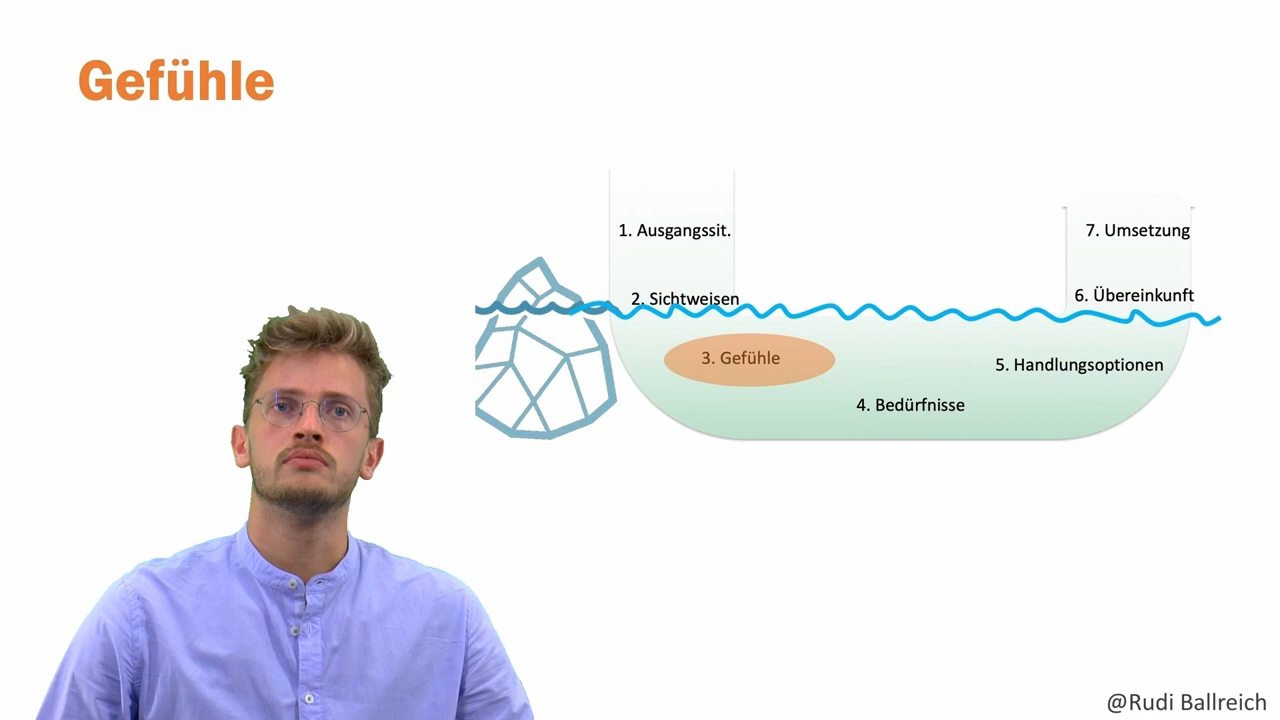 Gefühle
1. Ausgangssit.
7. Umsetzung
2. Sichtweisen
6. Übereinkunft
3. Gefühle
5. Handlungsoptionen
4. Bedürfnisse
@Rudi Ballreich